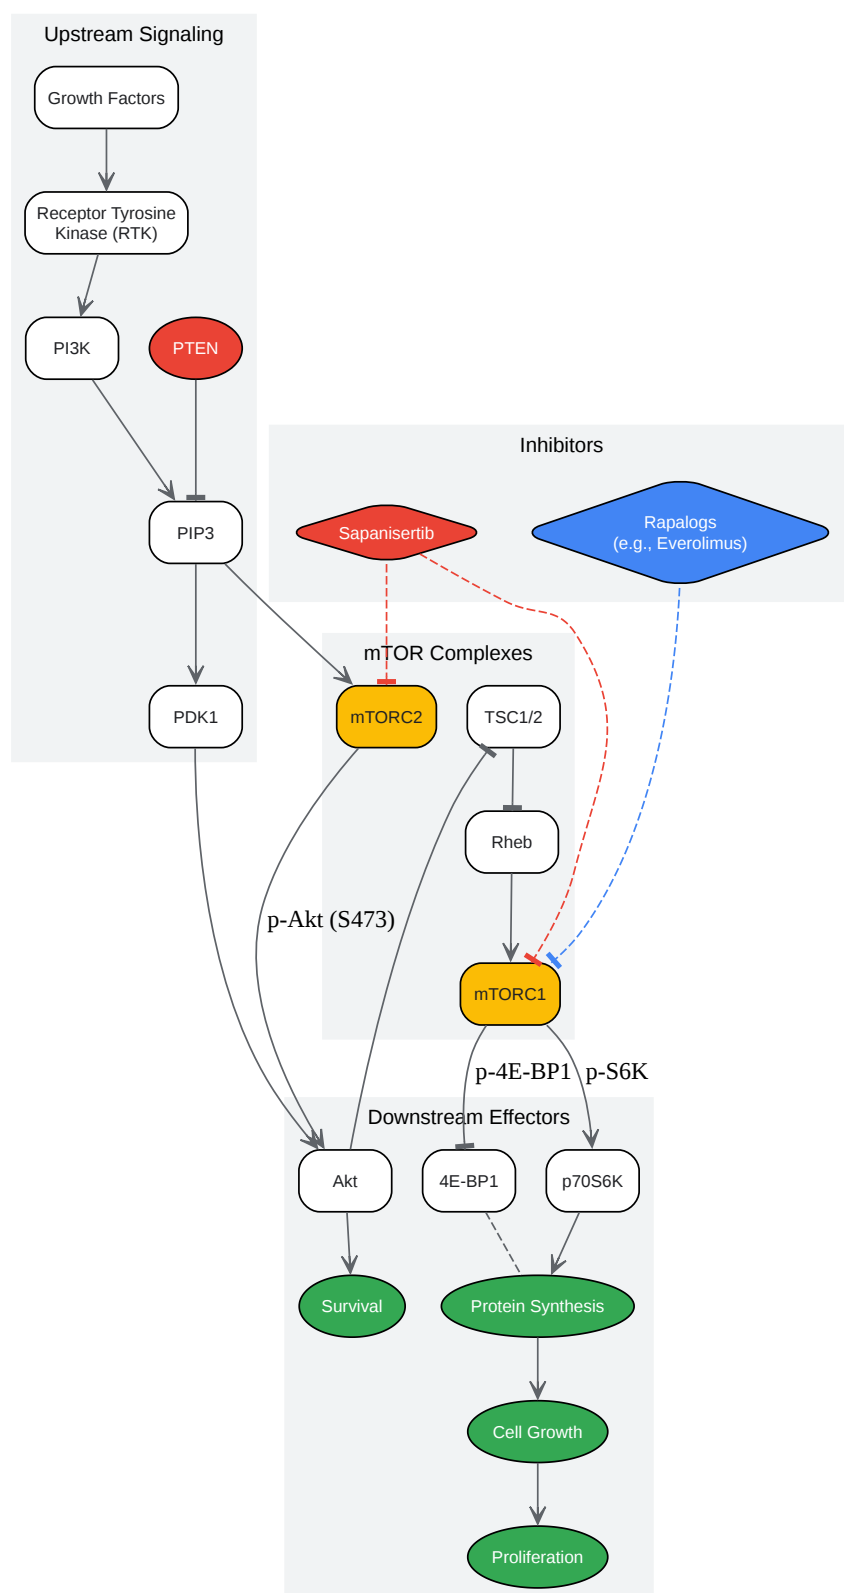 Upstream Signaling
Growth Factors
Receptor Tyrosine
Kinase (RTK)
PI3K
PTEN
PIP3
PDK1
Inhibitors
Sapanisertib
Rapalogs
(e.g., Everolimus)
mTOR Complexes
mTORC2
TSC1/2
Rheb
p-Akt (S473)
mTORC1
p-4E-BP1
p-S6K
Downstream Effectors
Akt
4E-BP1
p70S6K
Survival
Protein Synthesis
Cell Growth
Proliferation